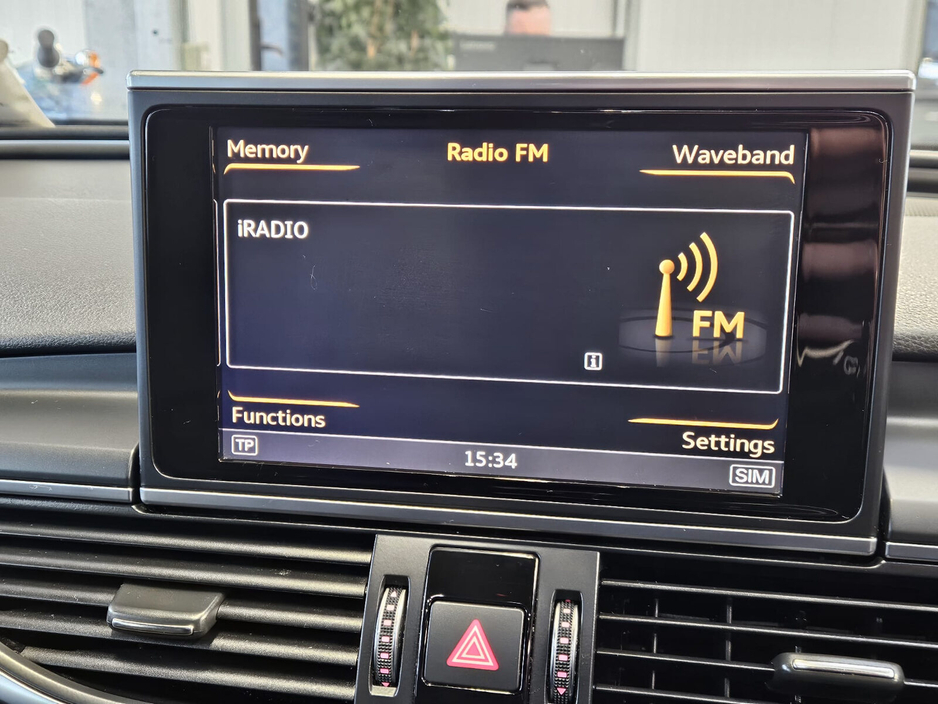 Memory
Radio FM
Waveband
iRADIO
FM
i
Functions
Settings
TP
15:34
SIM